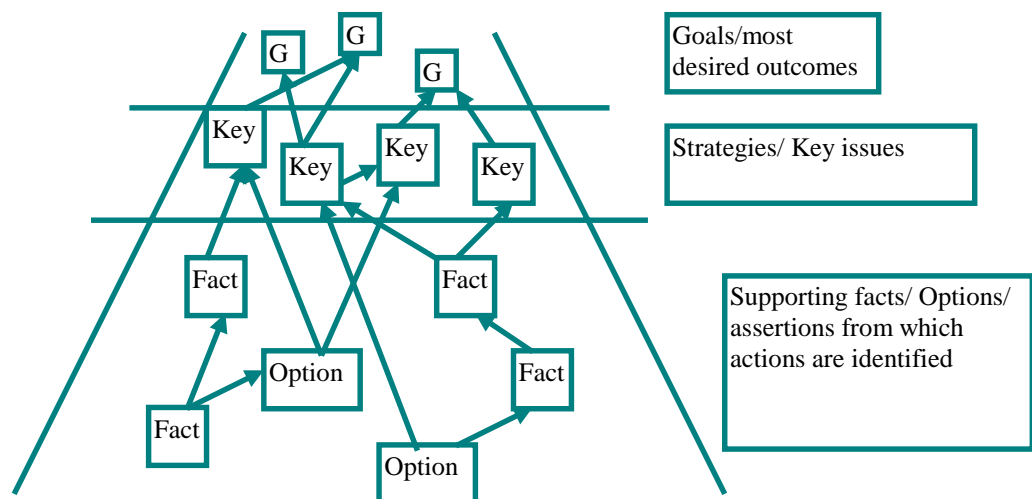 G
G
G
Goals/most
desired outcomes
Key
Key
Key
Key
Strategies/ Key issues
Fact
Fact
Supporting facts/ Options/
assertions from which
actions are identified
Option
Fact
Fact
Option